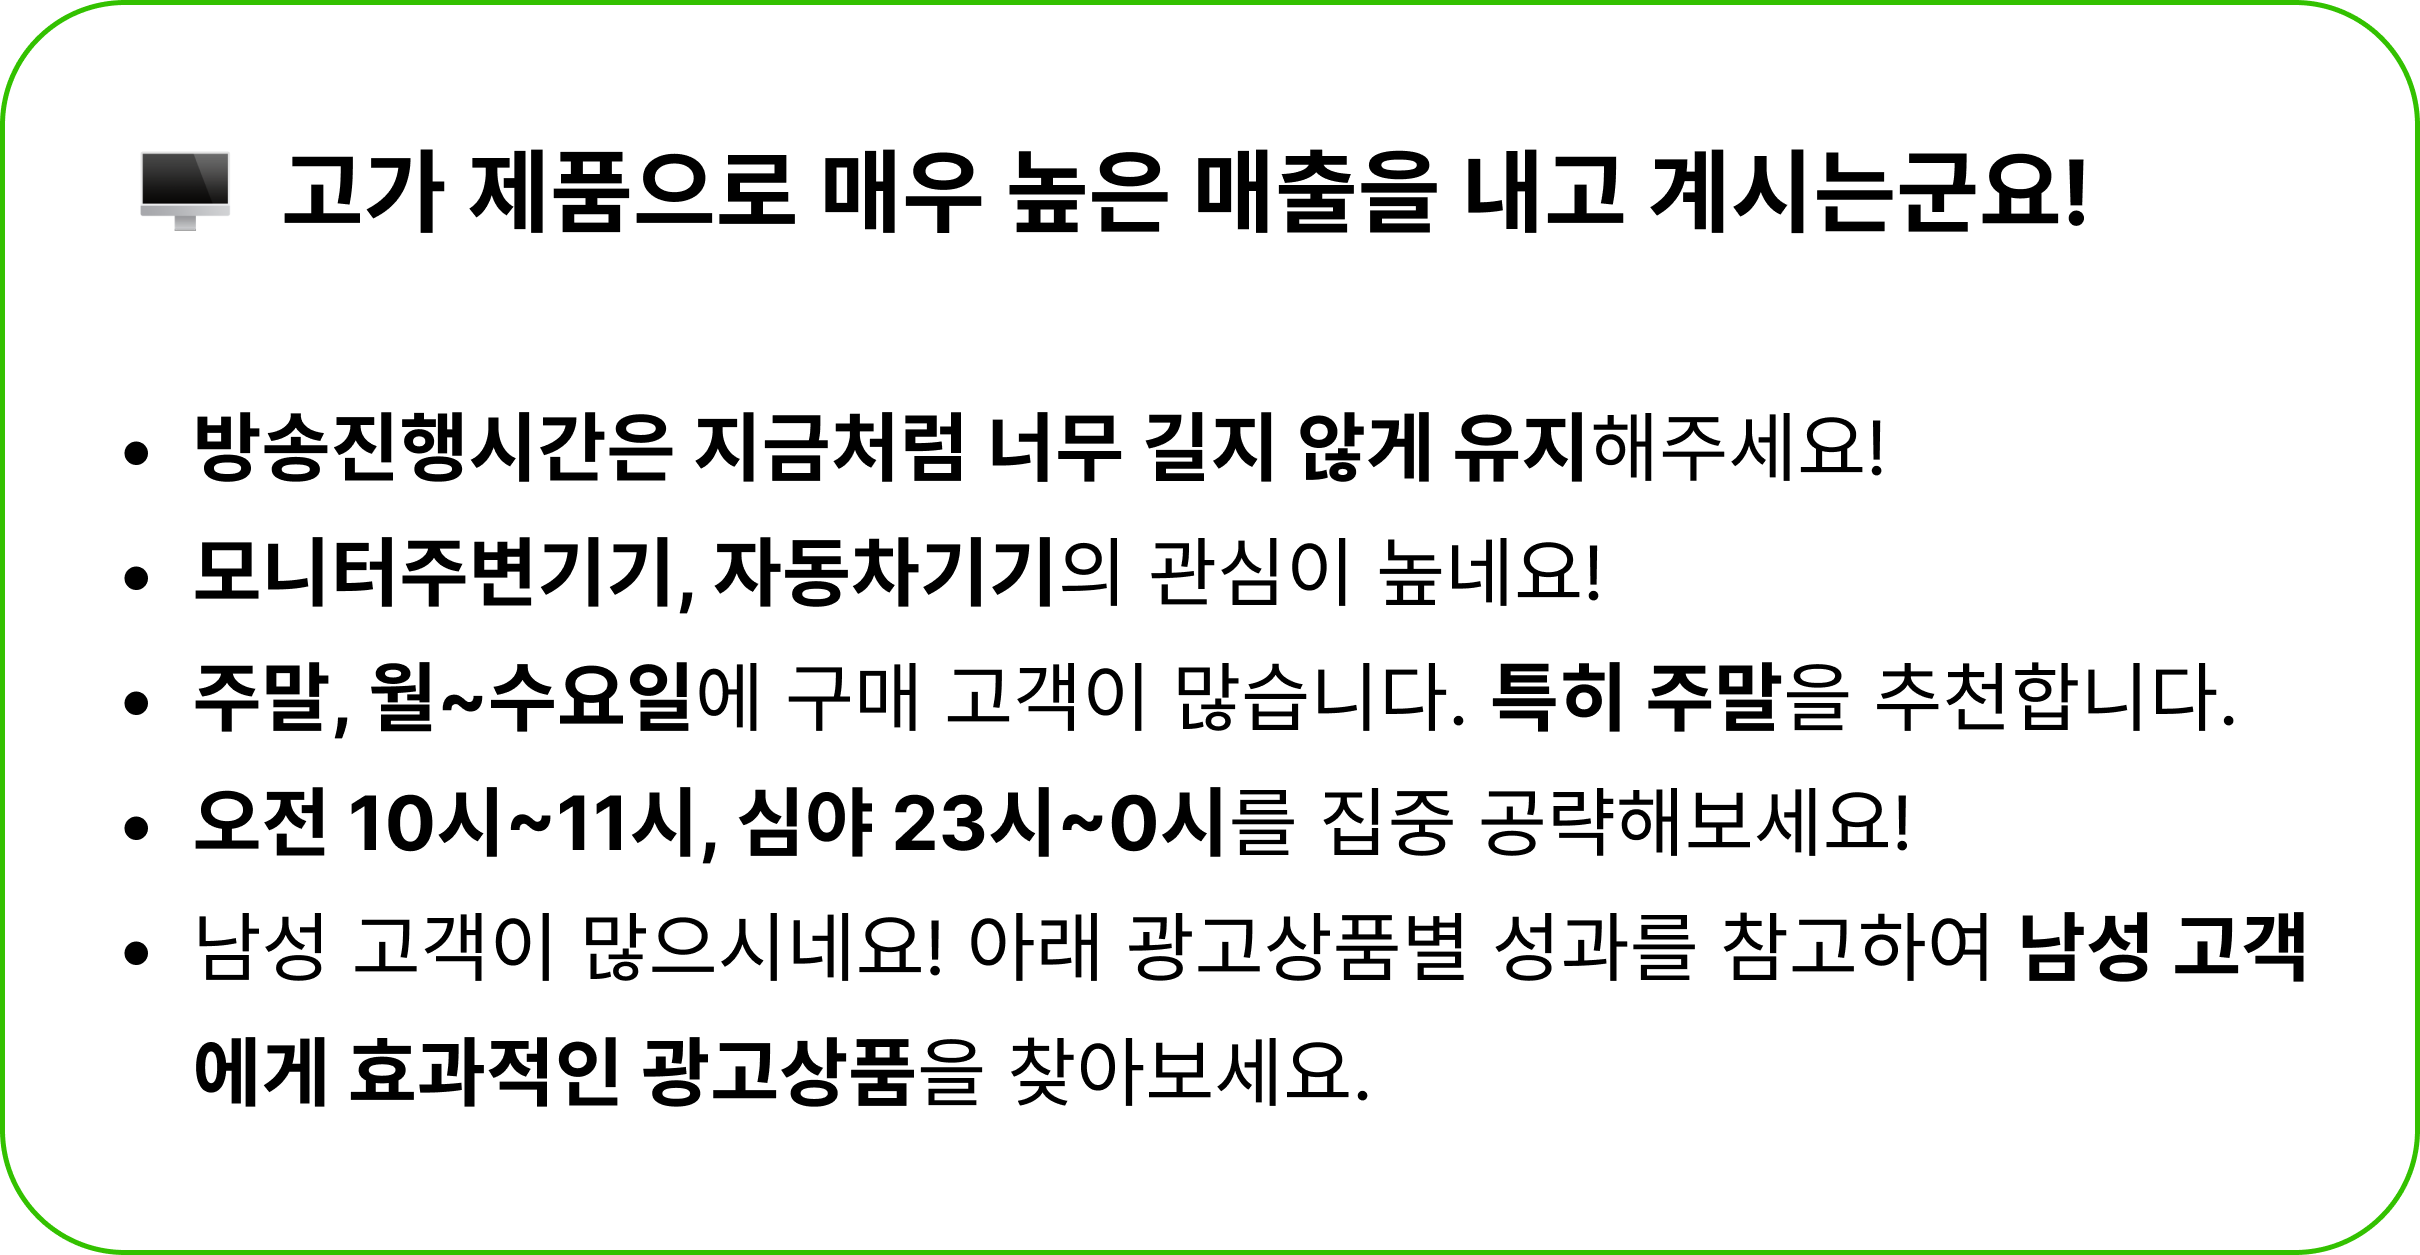 고가 제품으로 매우 높은 매출을 내고 계시는군요!
• 방송진행시간은 지금처럼 너무 길지 않게 유지해주세요!
• 모니터주변기기, 자동차기기의 관심이 높네요!
• 주말, 월~수요일에 구매 고객이 많습니다. 특히 주말을 추천합니다.
• 오전 10시~11시, 심야 23시~0시를 집중 공략해보세요!
• 남성 고객이 많으시네요! 아래 광고상품별 성과를 참고하여 남성 고객
에게 효과적인 광고상품을 찾아보세요.